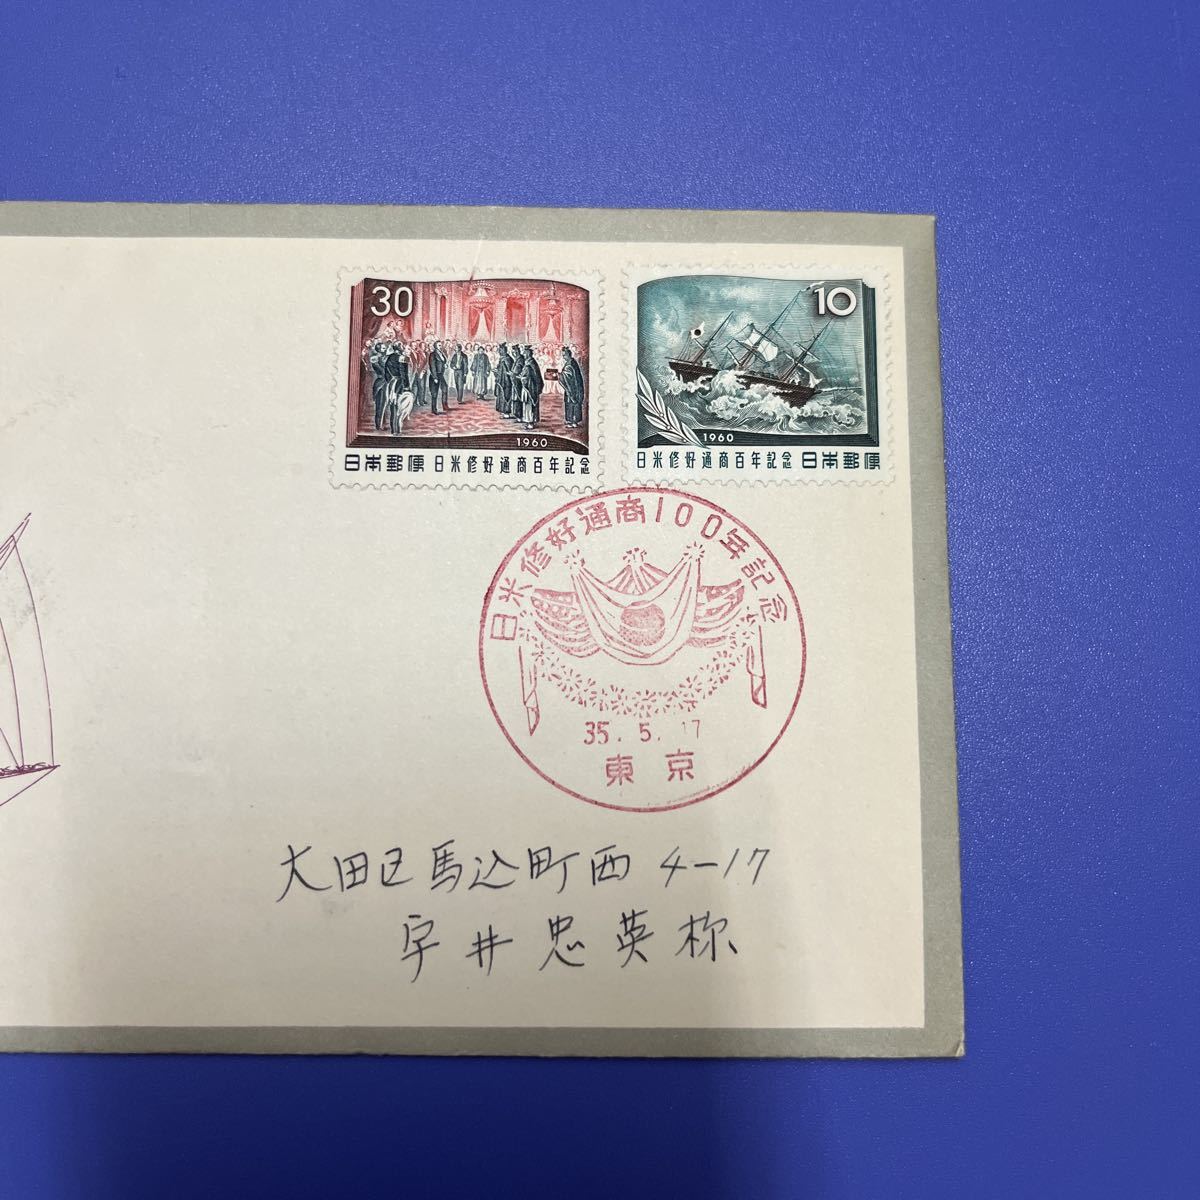 30
1960
日本郵便 日米修好通商百年記念
10
1960
日米修好通商百年記念 日本郵便
日米修好通商100年記念
35.5.17
東京
大田区馬込町西 4-17
宇井忠英様